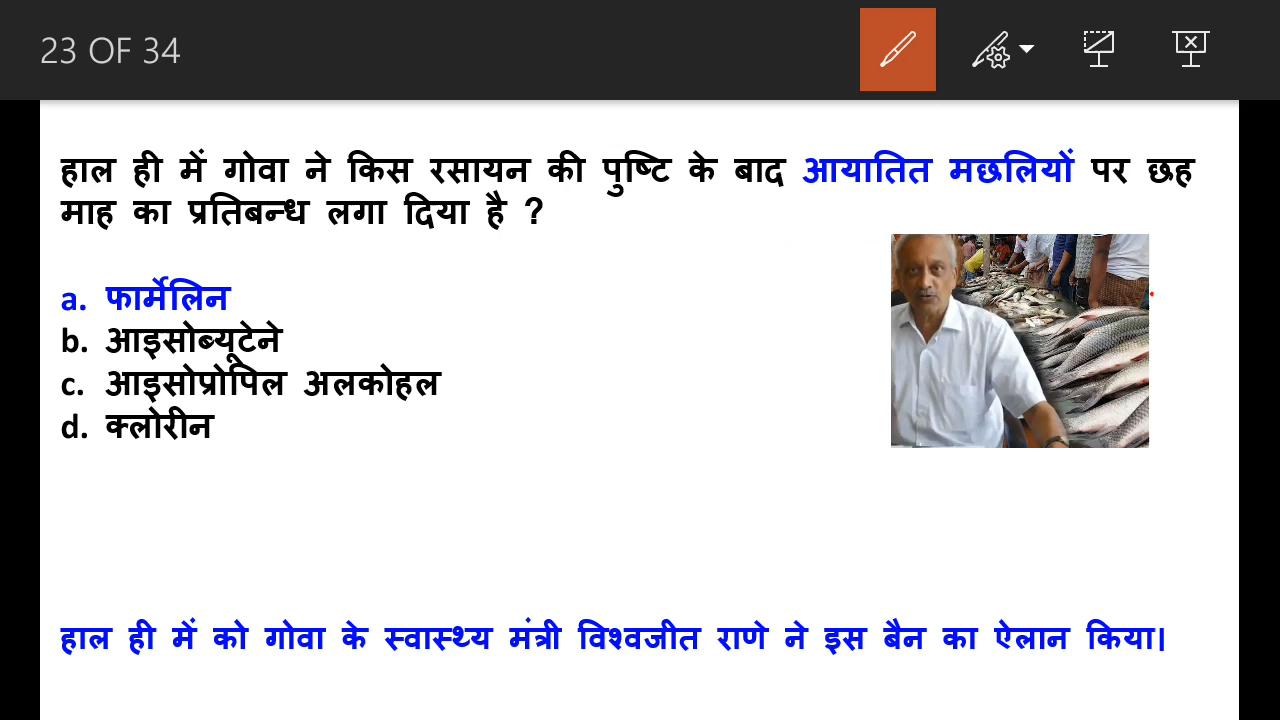 23 OF 34
हाल ही में गोवा ने किस रसायन की पुष्टि के बाद आयातित मछलियों पर छह
माह का प्रतिबन्ध लगा दिया है ?
a. फार्मेलिन
b. आइसोब्यूटेने
c. आइसोप्रोपिल अलकोहल
d. क्लोरीन
हाल ही में को गोवा के स्वास्थ्य मंत्री विश्वजीत राणे ने इस बैन का ऐलान किया।